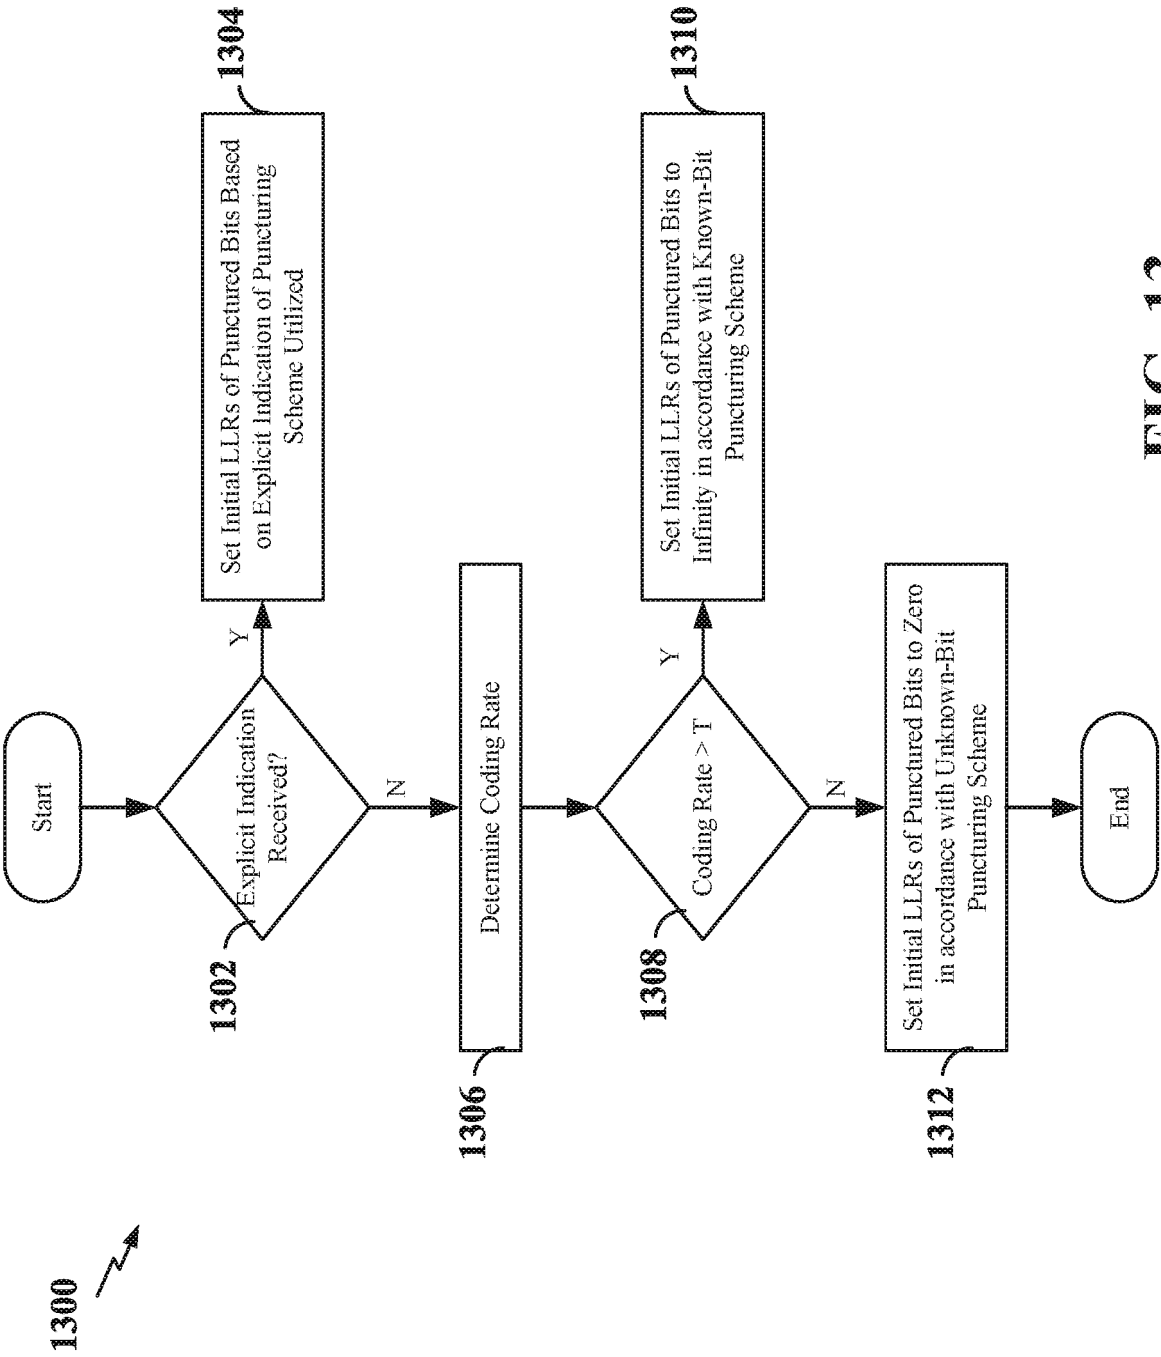 1300
Start
1302
Explicit Indication
Received?
Y
1304
Set Initial LLRs of Punctured Bits Based
on Explicit Indication of Puncturing
Scheme Utilized
N
1306
Determine Coding Rate
1308
Coding Rate > T
Y
1310
Set Initial LLRs of Punctured Bits to
Infinity in accordance with Known-Bit
Puncturing Scheme
N
1312
Set Initial LLRs of Punctured Bits to Zero
in accordance with Unknown-Bit
Puncturing Scheme
End